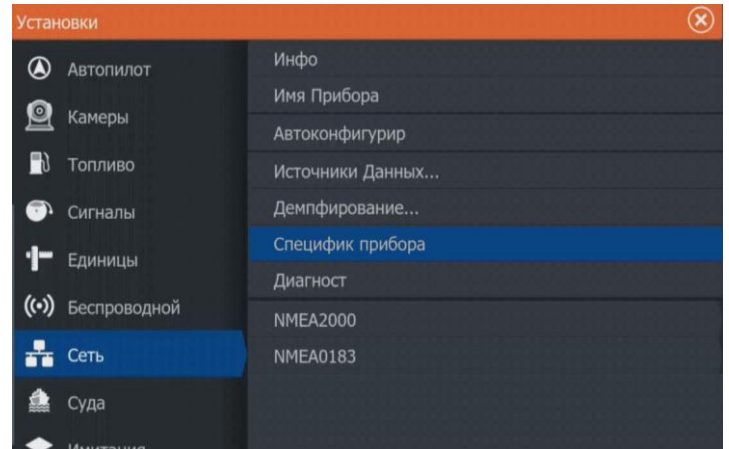 Установки
Автопилот
Камеры
Топливо
Сигналы
Единицы
Беспроводной
Сеть
Суда
Имитация
Инфо
Имя Прибора
Автоконфигурир
Источники Данных...
Демпфирование...
Специфик прибора
Диагност
NMEA2000
NMEA0183